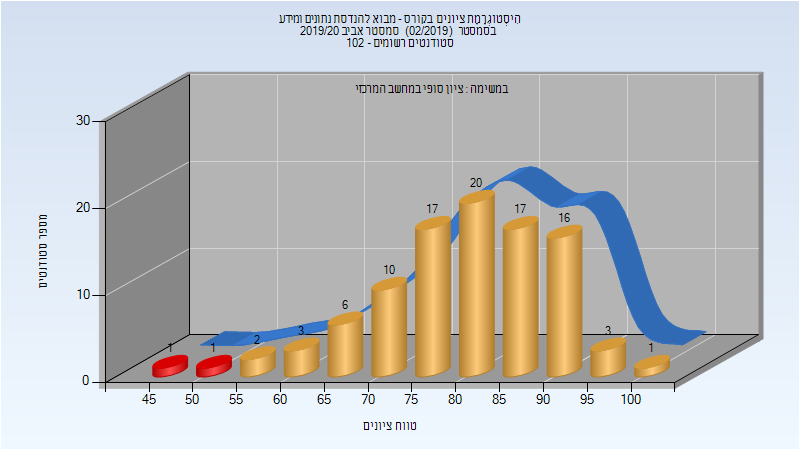 היסטוגרמת ציונים בקורס - מבוא להנדסת נתונים ומידע
בסמסטר (02/2019) סמסטר אביב 2019/20
סטודנטים רשומים - 102
במשימה : ציון סופי במחשב המרכזי
מספר סטודנטים
30
20
10
0
1
1
2
3
6
10
17
20
17
16
3
1
45 50 55 60 65 70 75 80 85 90 95 100
טווח ציונים